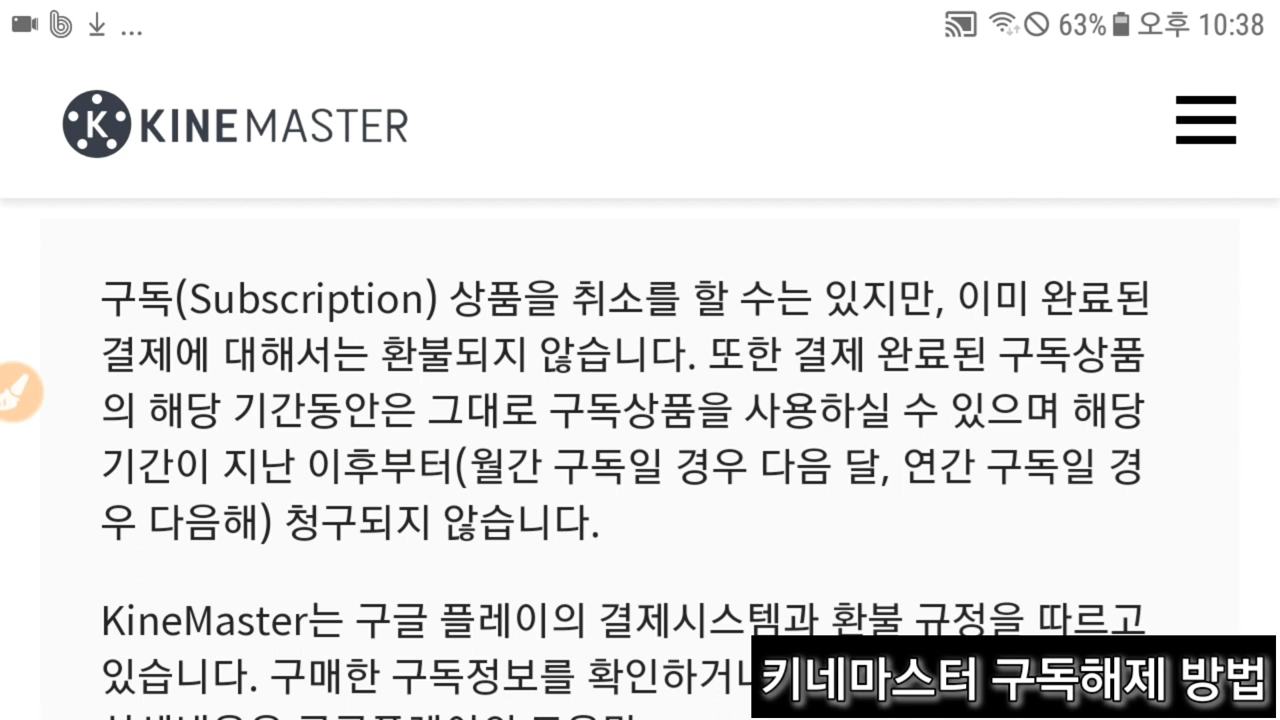 63% 오후 10:38
KINEMASTER
구독(Subscription) 상품을 취소를 할 수는 있지만, 이미 완료된
결제에 대해서는 환불되지 않습니다. 또한 결제 완료된 구독상품
의 해당 기간동안은 그대로 구독상품을 사용하실 수 있으며 해당
기간이 지난 이후부터(월간 구독일 경우 다음 달, 연간 구독일 경
우 다음해) 청구되지 않습니다.
KineMaster는 구글 플레이의 결제시스템과 환불 규정을 따르고
있습니다. 구매한 구독정보를 확인하거나
키네마스터 구독해제 방법